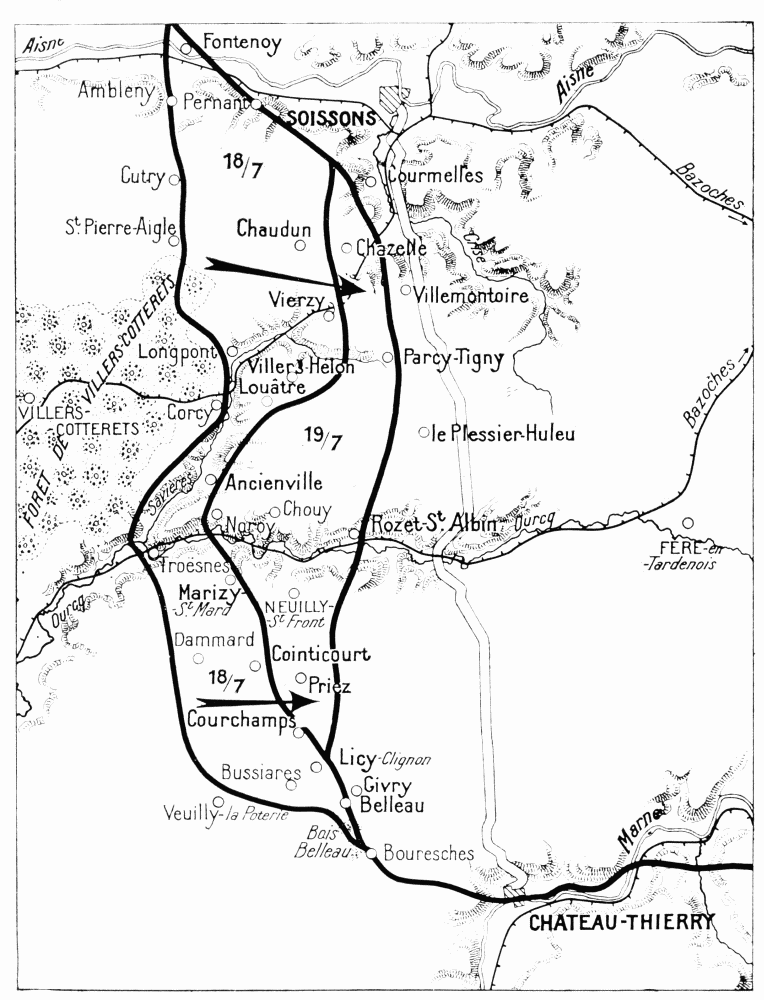 Aisne
Fontenoy
Ambleny
Pernant
SOISSONS
Aisne
Bazoches
18/7
Cutry
Courmelles
St Pierre-Aigle
Chaudun
Chazelle
Crise
Vierzy
Villemontoire
Longpont
Villers-Hélon
Parcy-Tigny
Louâtre
VILLERS-
-COTTERETS
Corcy
FORET DE VILLERS-COTTERETS
19/7
le Plessier-Huleu
Bazoches
Ancienville
Savières
Chouy
Noroy
Rozet-St Albin
Ourcq
FÈRE-en
-Tardenois
Troesnes
Ourcq
Marizy-
-St Mard
NEUILLY-
-St Front
Dammard
Cointicourt
18/7
Priez
Courchamps
Licy-Clignon
Bussiares
Givry
Belleau
Veuilly-la Poterie
Bois
Belleau
Bouresches
Marne
CHATEAU-THIERRY